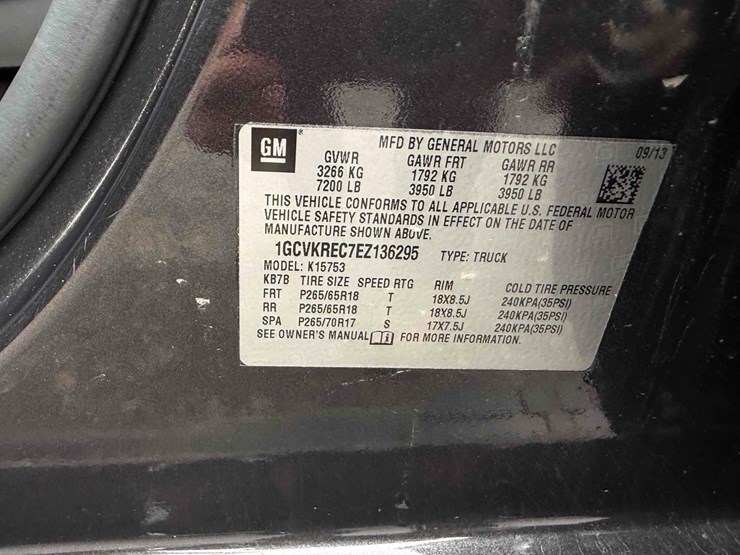 GM
MFD BY GENERAL MOTORS LLC 09/13
GVWR GAWR FRT GAWR RR
3266 KG 1792 KG 1792 KG
7200 LB 3950 LB 3950 LB
THIS VEHICLE CONFORMS TO ALL APPLICABLE U.S. FEDERAL MOTOR
VEHICLE SAFETY STANDARDS IN EFFECT ON THE DATE OF
MANUFACTURE SHOWN ABOVE.
1GCVKREC7EZ136295 TYPE: TRUCK
MODEL: K15753
KB7B TIRE SIZE SPEED RTG RIM COLD TIRE PRESSURE
FRT P265/65R18 T 18X8.5J 240KPA(35PSI)
RR P265/65R18 T 18X8.5J 240KPA(35PSI)
SPA P265/70R17 S 17X7.5J 240KPA(35PSI)
SEE OWNER'S MANUAL FOR MORE INFORMATION.